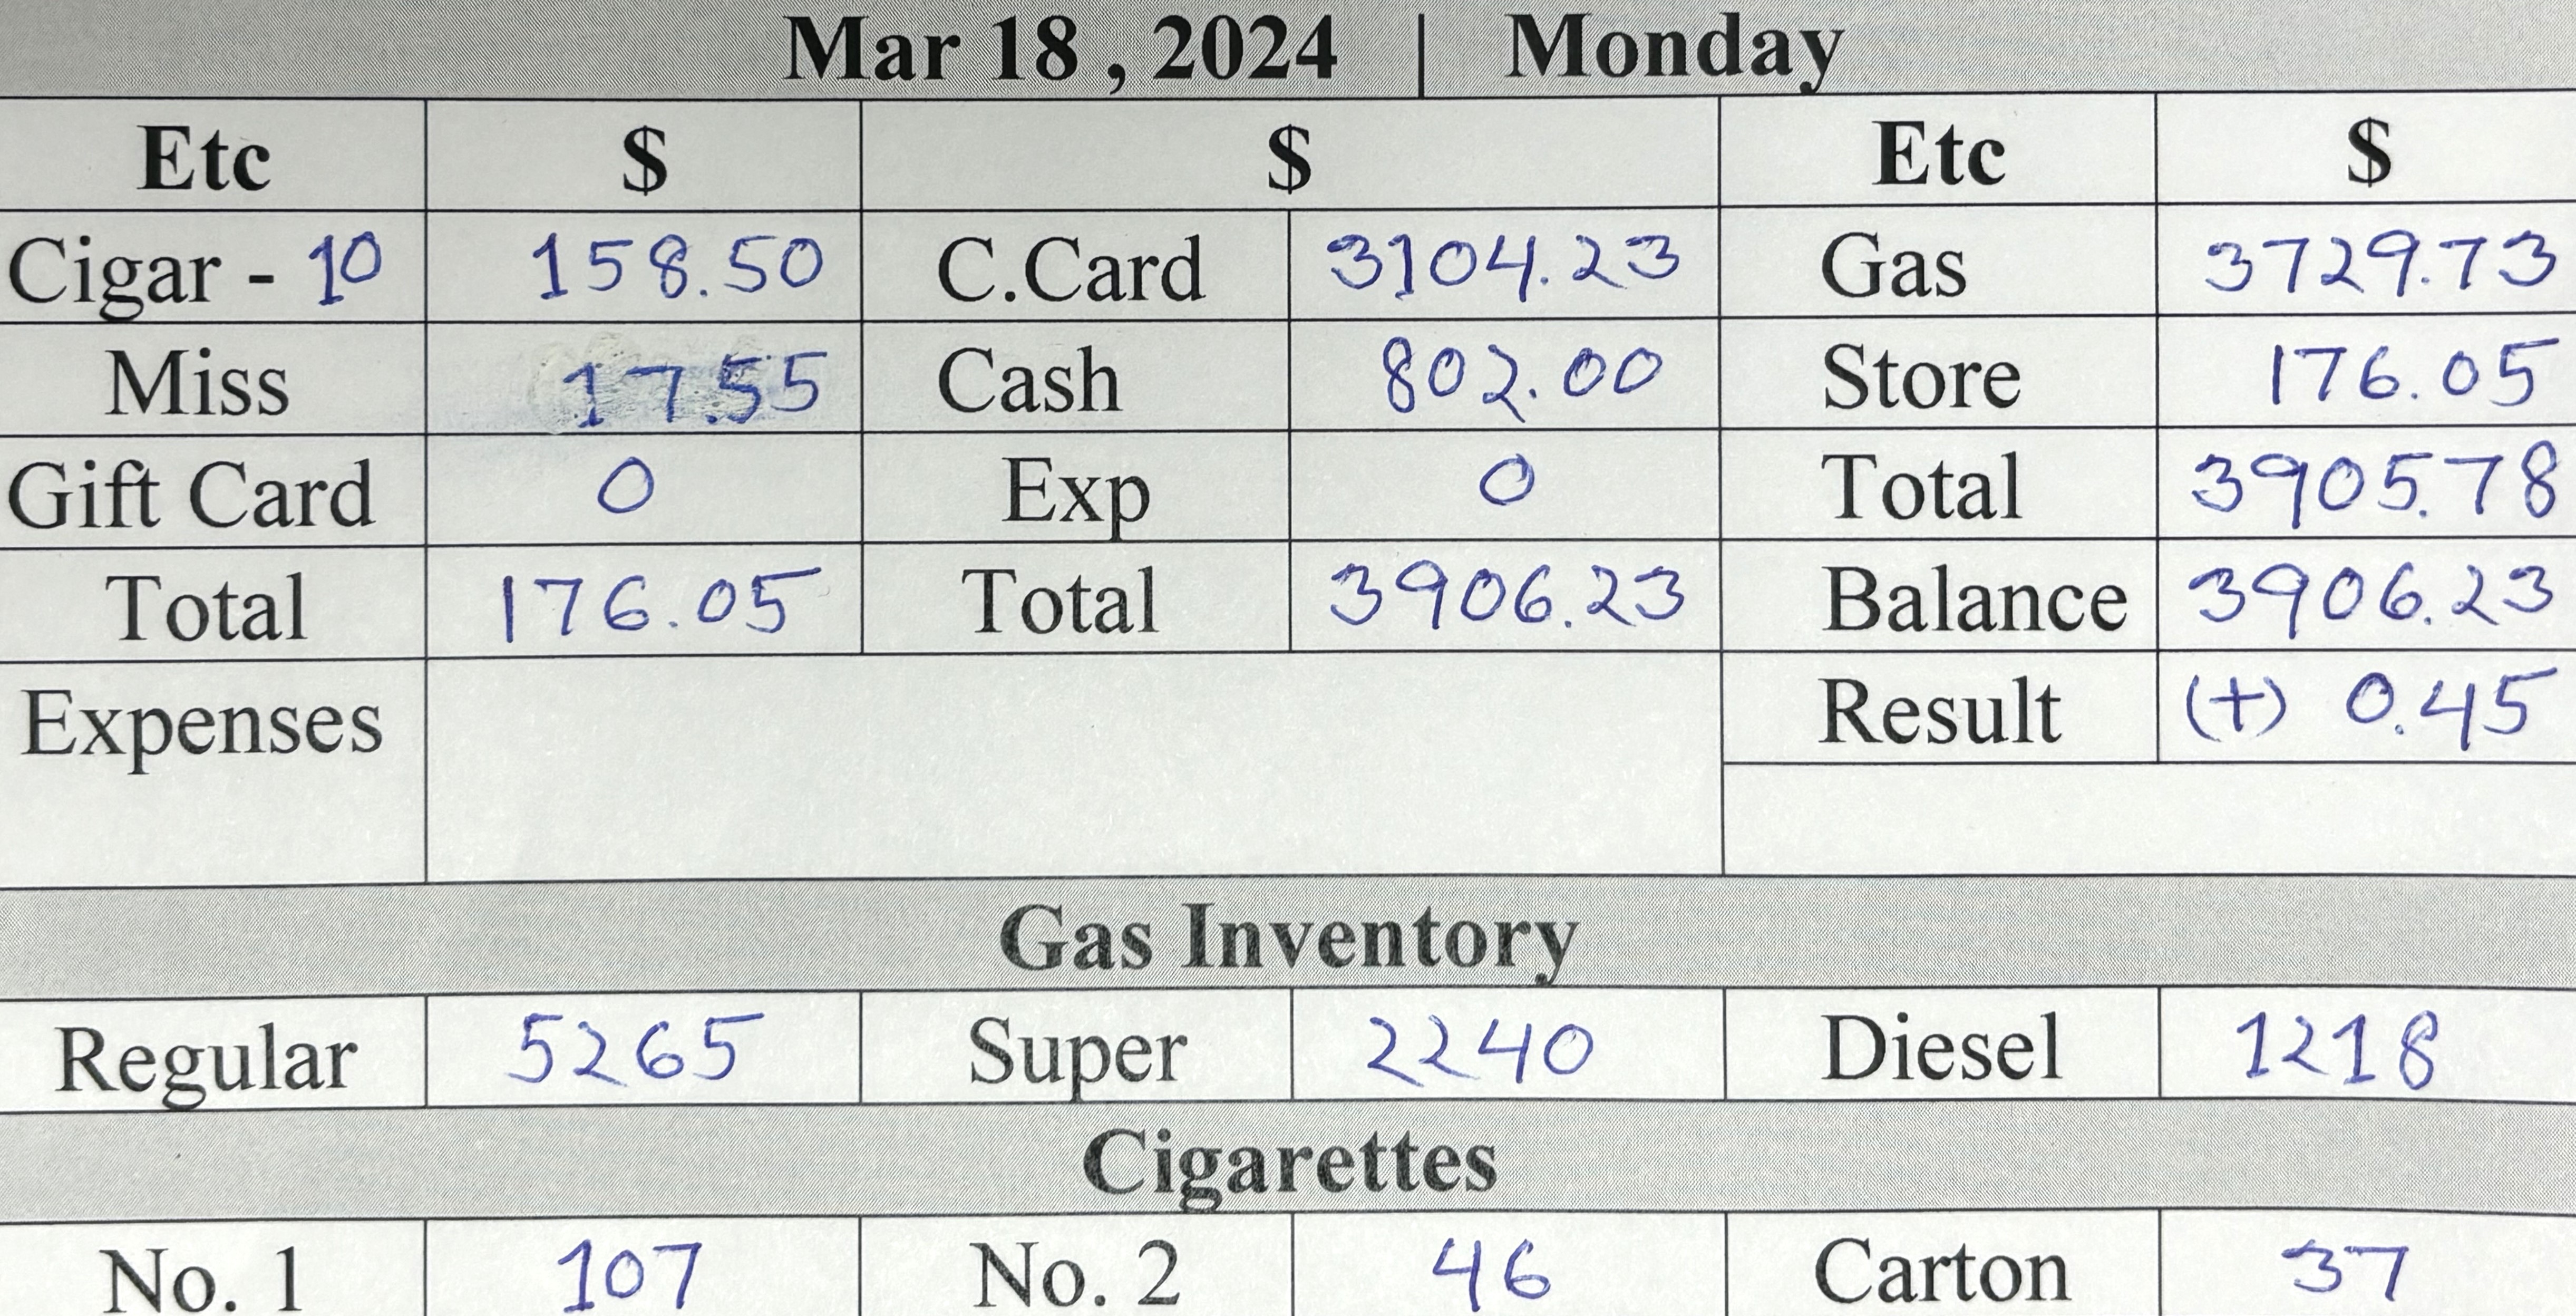 Mar 18 , 2024 | Monday
Etc $ $ Etc $
Cigar - 10 158.50 C.Card 3104.23 Gas 3729.73
Miss 17.55 Cash 802.00 Store 176.05
Gift Card 0 Exp 0 Total 3905.78
Total 176.05 Total 3906.23 Balance 3906.23
Expenses Result (+) 0.45
Gas Inventory
Regular 5265 Super 2240 Diesel 1218
Cigarettes
No. 1 107 No. 2 46 Carton 37